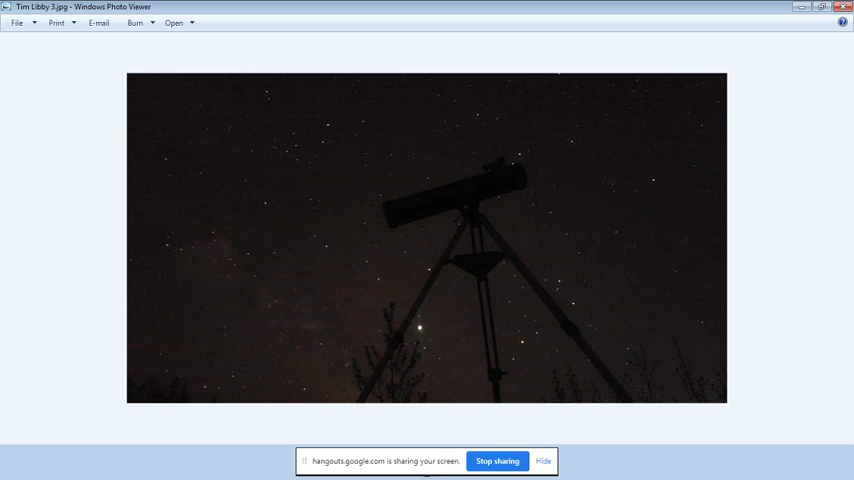 Tim Libby 3.jpg - Windows Photo Viewer
File Print E-mail Burn Open
hangouts.google.com is sharing your screen. Stop sharing Hide